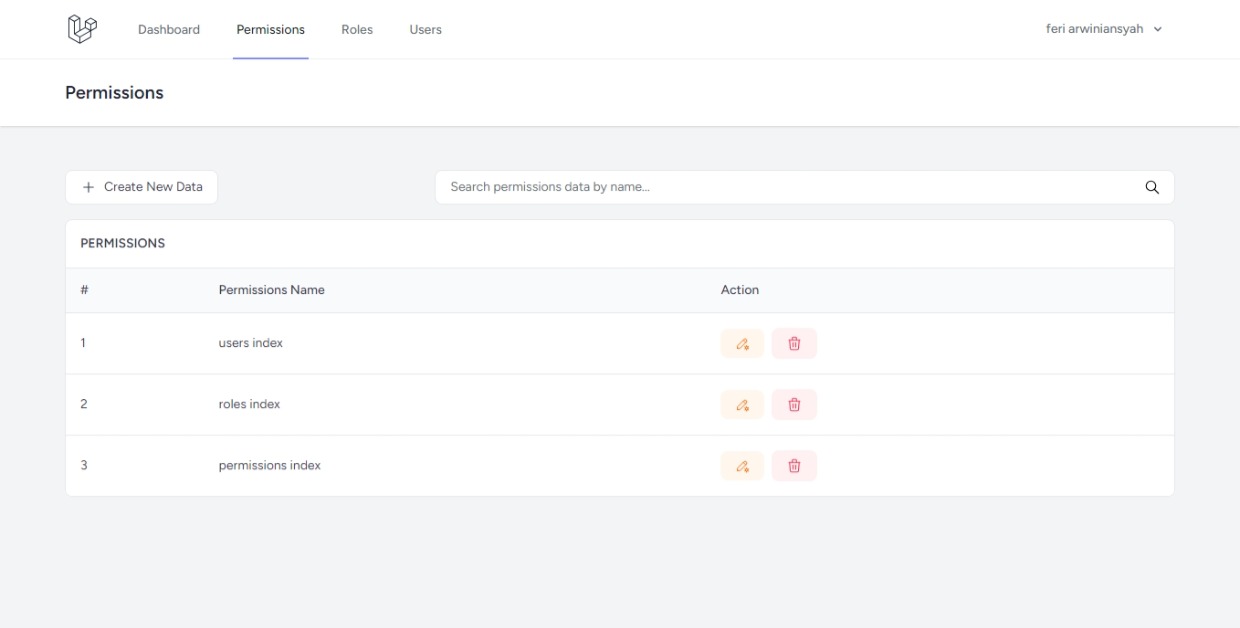 Dashboard Permissions Roles Users feri arwiniansyah
Permissions
Create New Data Search permissions data by name...
PERMISSIONS
# Permissions Name Action
1 users index
2 roles index
3 permissions index